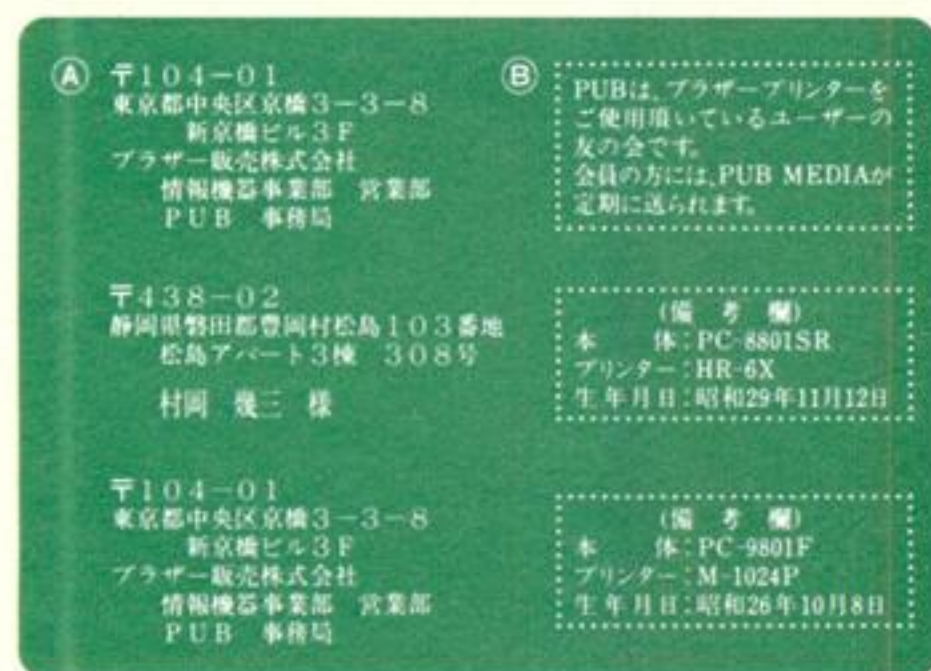 Ⓐ 〒104-01
東京都中央区京橋3-3-8
新京橋ビル3F
ブラザー販売株式会社
情報機器事業部 営業部
PUB 事務局
〒438-02
静岡県磐田郡豊岡村松島103番地
松島アパート3棟 308号
村岡 幾三 様
〒104-01
東京都中央区京橋3-3-8
新京橋ビル3F
ブラザー販売株式会社
情報機器事業部 営業部
PUB 事務局
Ⓑ PUBは、ブラザープリンターを
ご使用頂いているユーザーの
友の会です。
会員の方には、PUB MEDIAが
定期に送られます。
(備考欄)
本 体:PC-8801SR
プリンター:HR-6X
生年月日:昭和29年11月12日
(備考欄)
本 体:PC-9801F
プリンター:M-1024P
生年月日:昭和26年10月8日